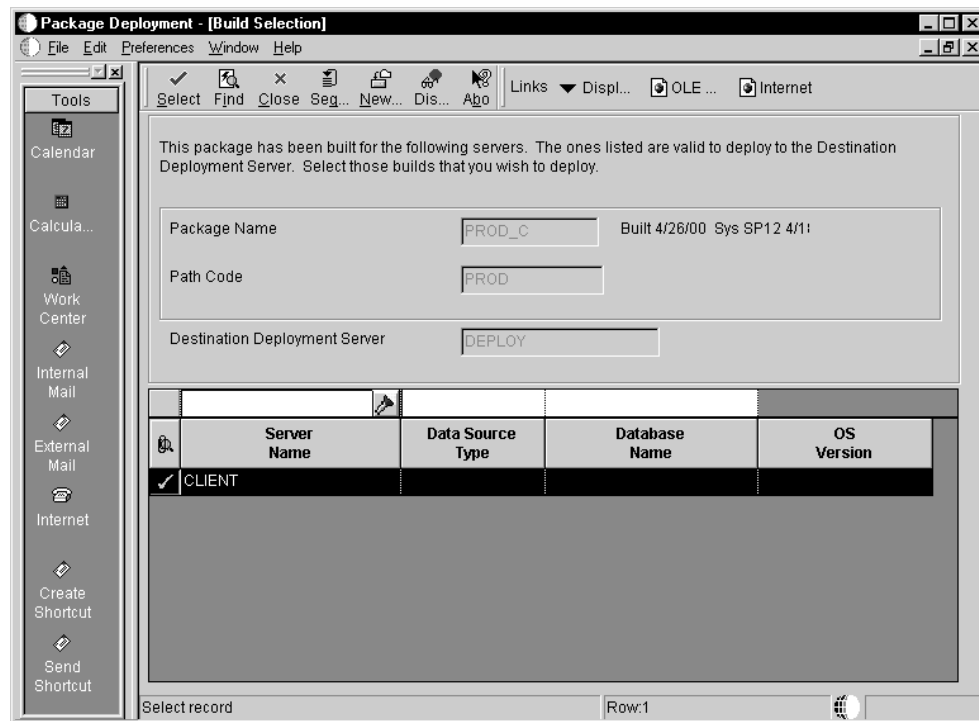 Package Deployment - [Build Selection]
File Edit Preferences Window Help
Tools
Calendar
Calcula...
Work
Center
Internal
Mail
External
Mail
Internet
Create
Shortcut
Send
Shortcut
Select Find Close Seq... New... Dis... Abo Links Displ... OLE ... Internet
This package has been built for the following servers. The ones listed are valid to deploy to the Destination
Deployment Server. Select those builds that you wish to deploy.
Package Name PROD_C Built 4/26/00 Sys SP12 4/1
Path Code PROD
Destination Deployment Server DEPLOY
Server
Name
Data Source
Type
Database
Name
OS
Version
CLIENT
Select record Row:1